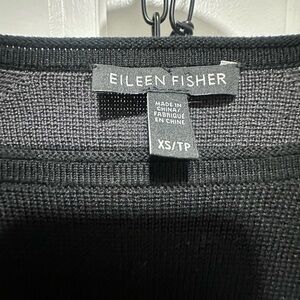 EILEEN FISHER
MADE IN
CHINA/
FABRIQUÉ
EN CHINE
XS/TP